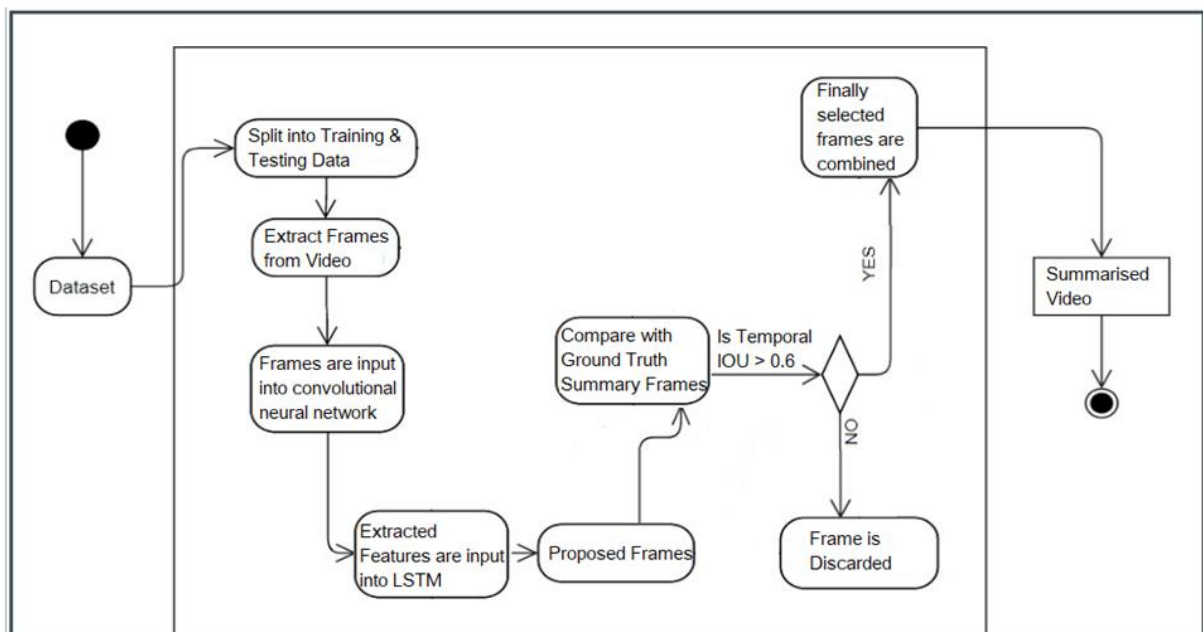 Dataset
Split into Training &
Testing Data
Extract Frames
from Video
Frames are input
into convolutional
neural network
Extracted
Features are input
into LSTM
Proposed Frames
Compare with
Ground Truth
Summary Frames
Is Temporal
IOU > 0.6
YES
NO
Frame is
Discarded
Finally
selected
frames are
combined
Summarised
Video